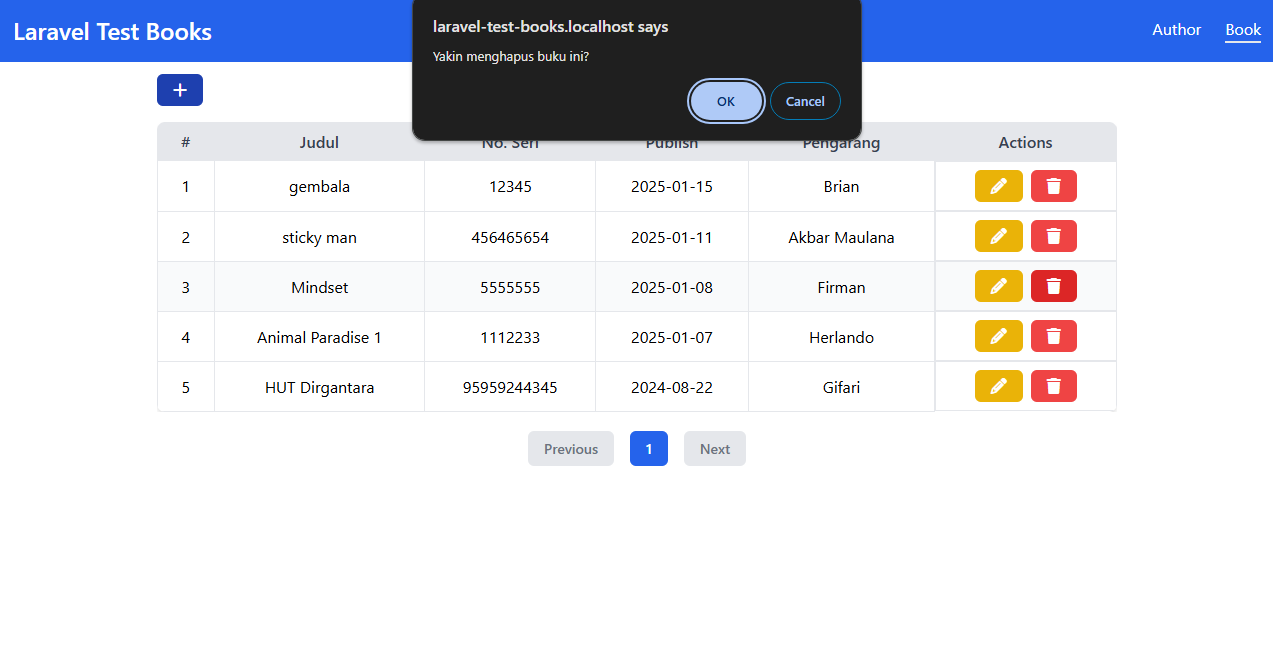 Laravel Test Books
Author Book
laravel-test-books.localhost says
Yakin menghapus buku ini?
OK Cancel
+
# Judul No. Seri Publish Pengarang Actions
1 gembala 12345 2025-01-15 Brian
2 sticky man 456465654 2025-01-11 Akbar Maulana
3 Mindset 5555555 2025-01-08 Firman
4 Animal Paradise 1 1112233 2025-01-07 Herlando
5 HUT Dirgantara 95959244345 2024-08-22 Gifari
Previous 1 Next